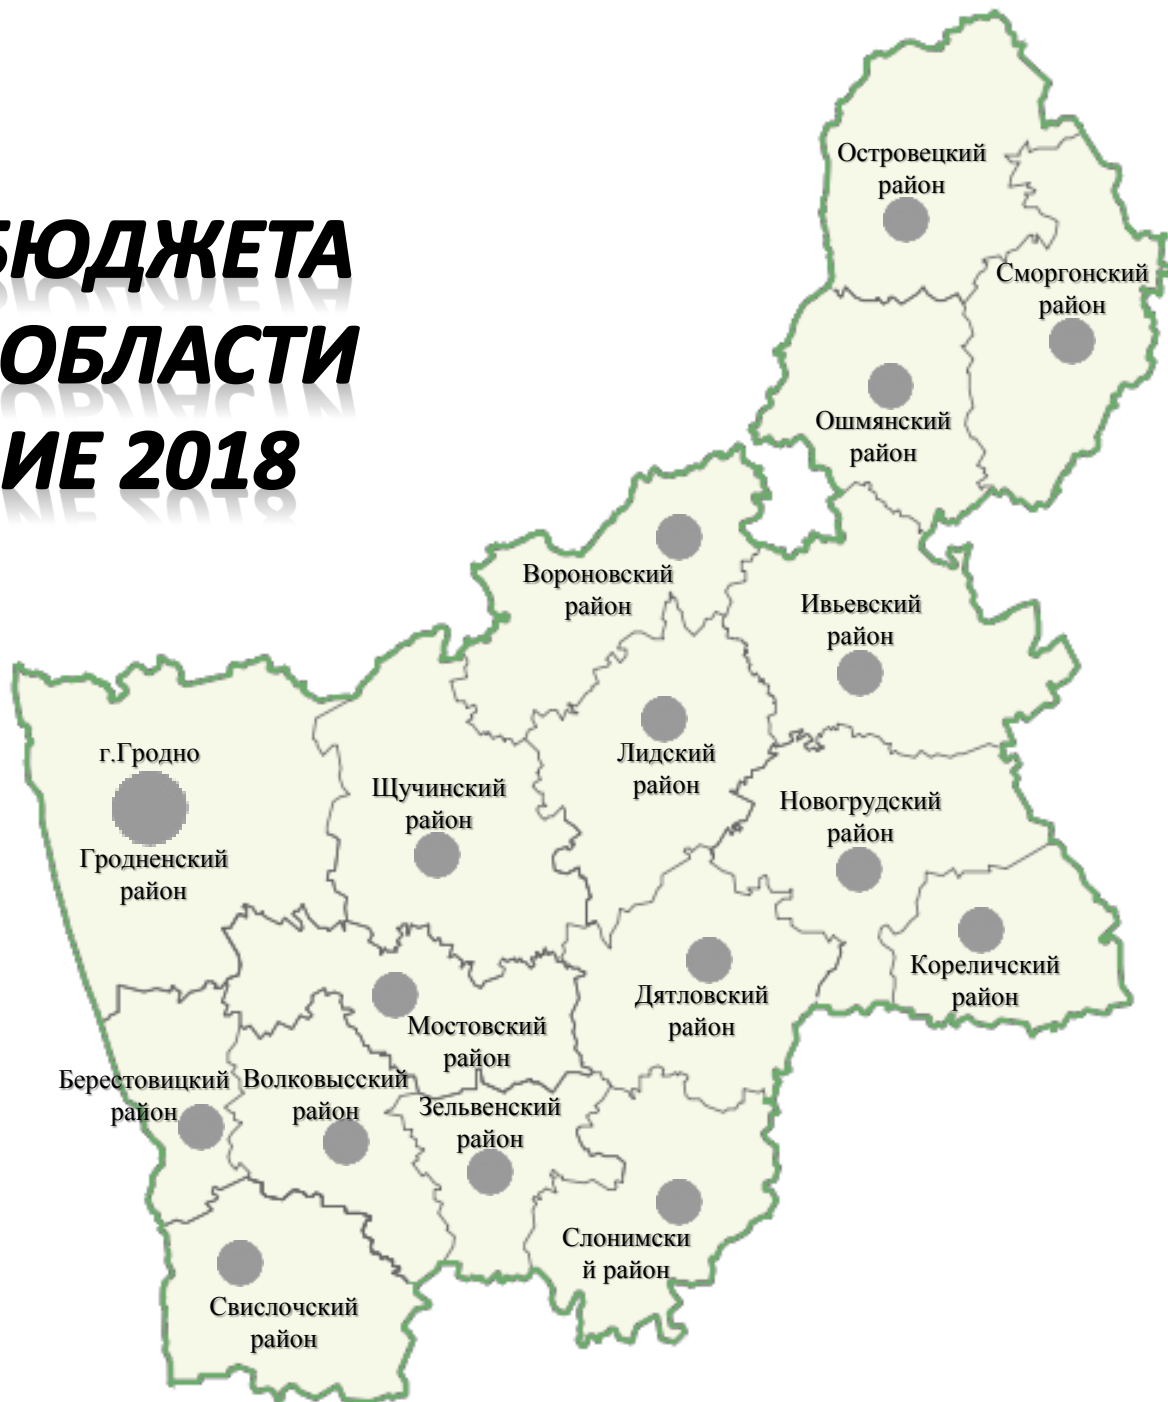 БЮДЖЕТА
ОБЛАСТИ
ИЕ 2018
Островецкий
район
Сморгонский
район
Ошмянский
район
Вороновский
район
Ивьевский
район
г.Гродно
Лидский
район
Щучинский
район
Новогрудский
район
Гродненский
район
Кореличский
район
Дятловский
район
Мостовский
район
Берестовицкий
район
Волковысский
район
Зельвенский
район
Слонимски
й район
Свислочский
район